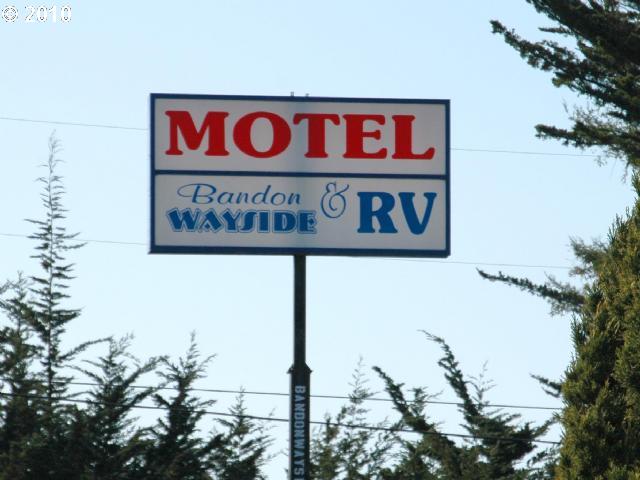 © 2010
MOTEL
Bandon
WAYSIDE & RV
BANDONWAYS